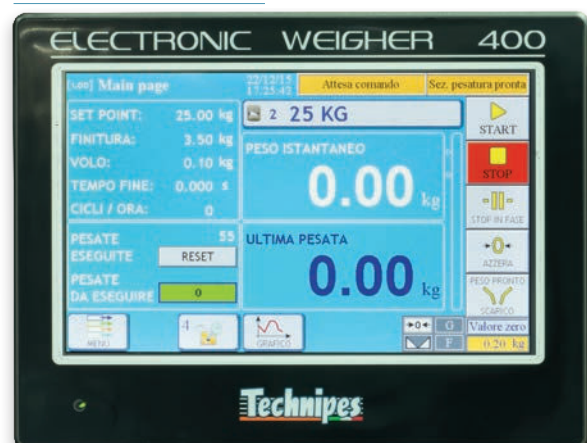 ELECTRONIC WEIGHER 400
Main page
22/12/15
17:25:42
Attesa comando
Sez. pesatura pronta
SET POINT: 25.00 kg
FINITURA: 3.50 kg
VOLO: 0.10 kg
TEMPO FINE: 0.000 s
CICLI / ORA: 0
2 25 KG
PESO ISTANTANEO
0.00 kg
START
STOP
STOP IN FASE
AZZERA
PESO PRONTO
SCARICO
PESATE ESEGUITE 55
RESET
PESATE DA ESEGUIRE 0
ULTIMA PESATA
0.00 kg
MENU
4
GRAFICO
→0← G
F
Valore zero
0.20 kg
Technipes